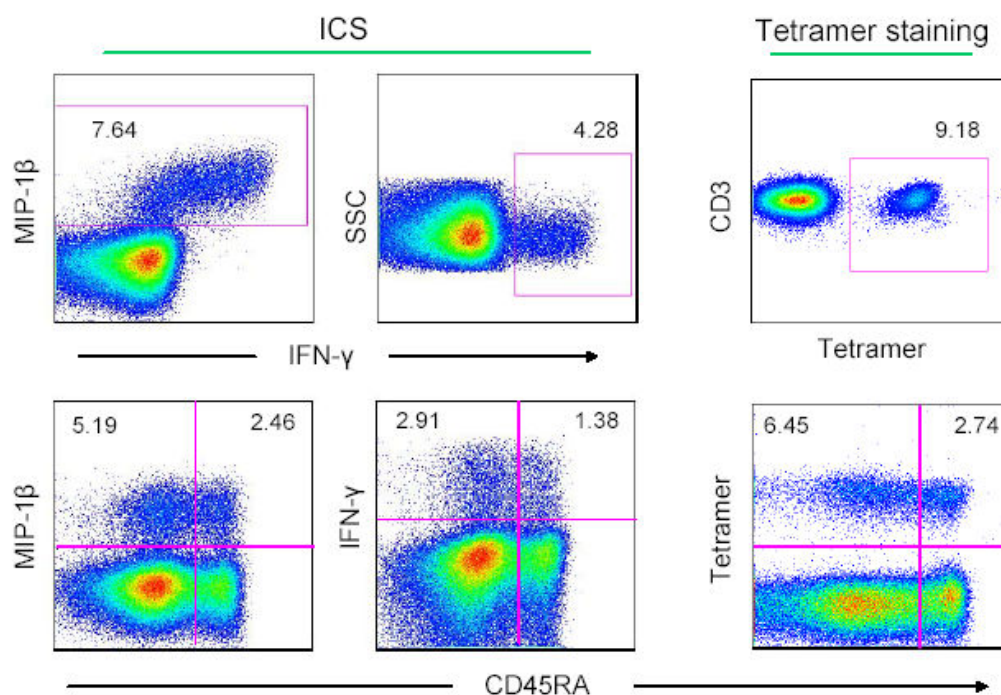 ICS
Tetramer staining
7.64
4.28
9.18
MIP-1β
SSC
CD3
IFN-γ
Tetramer
5.19 2.46
2.91 1.38
6.45 2.74
MIP-1β
IFN-γ
Tetramer
CD45RA